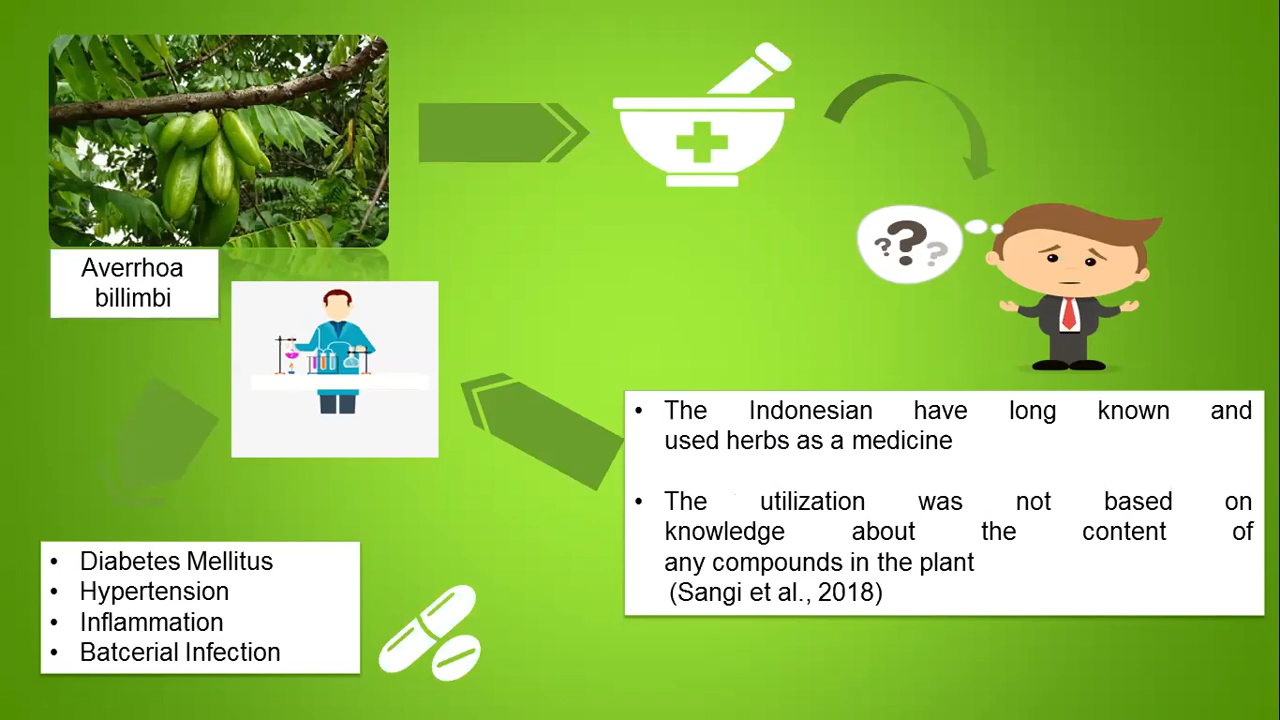 Averrhoa
billimbi
? ? ?
• The Indonesian have long known and
used herbs as a medicine
• The utilization was not based on
knowledge about the content of
any compounds in the plant
(Sangi et al., 2018)
• Diabetes Mellitus
• Hypertension
• Inflammation
• Batcerial Infection